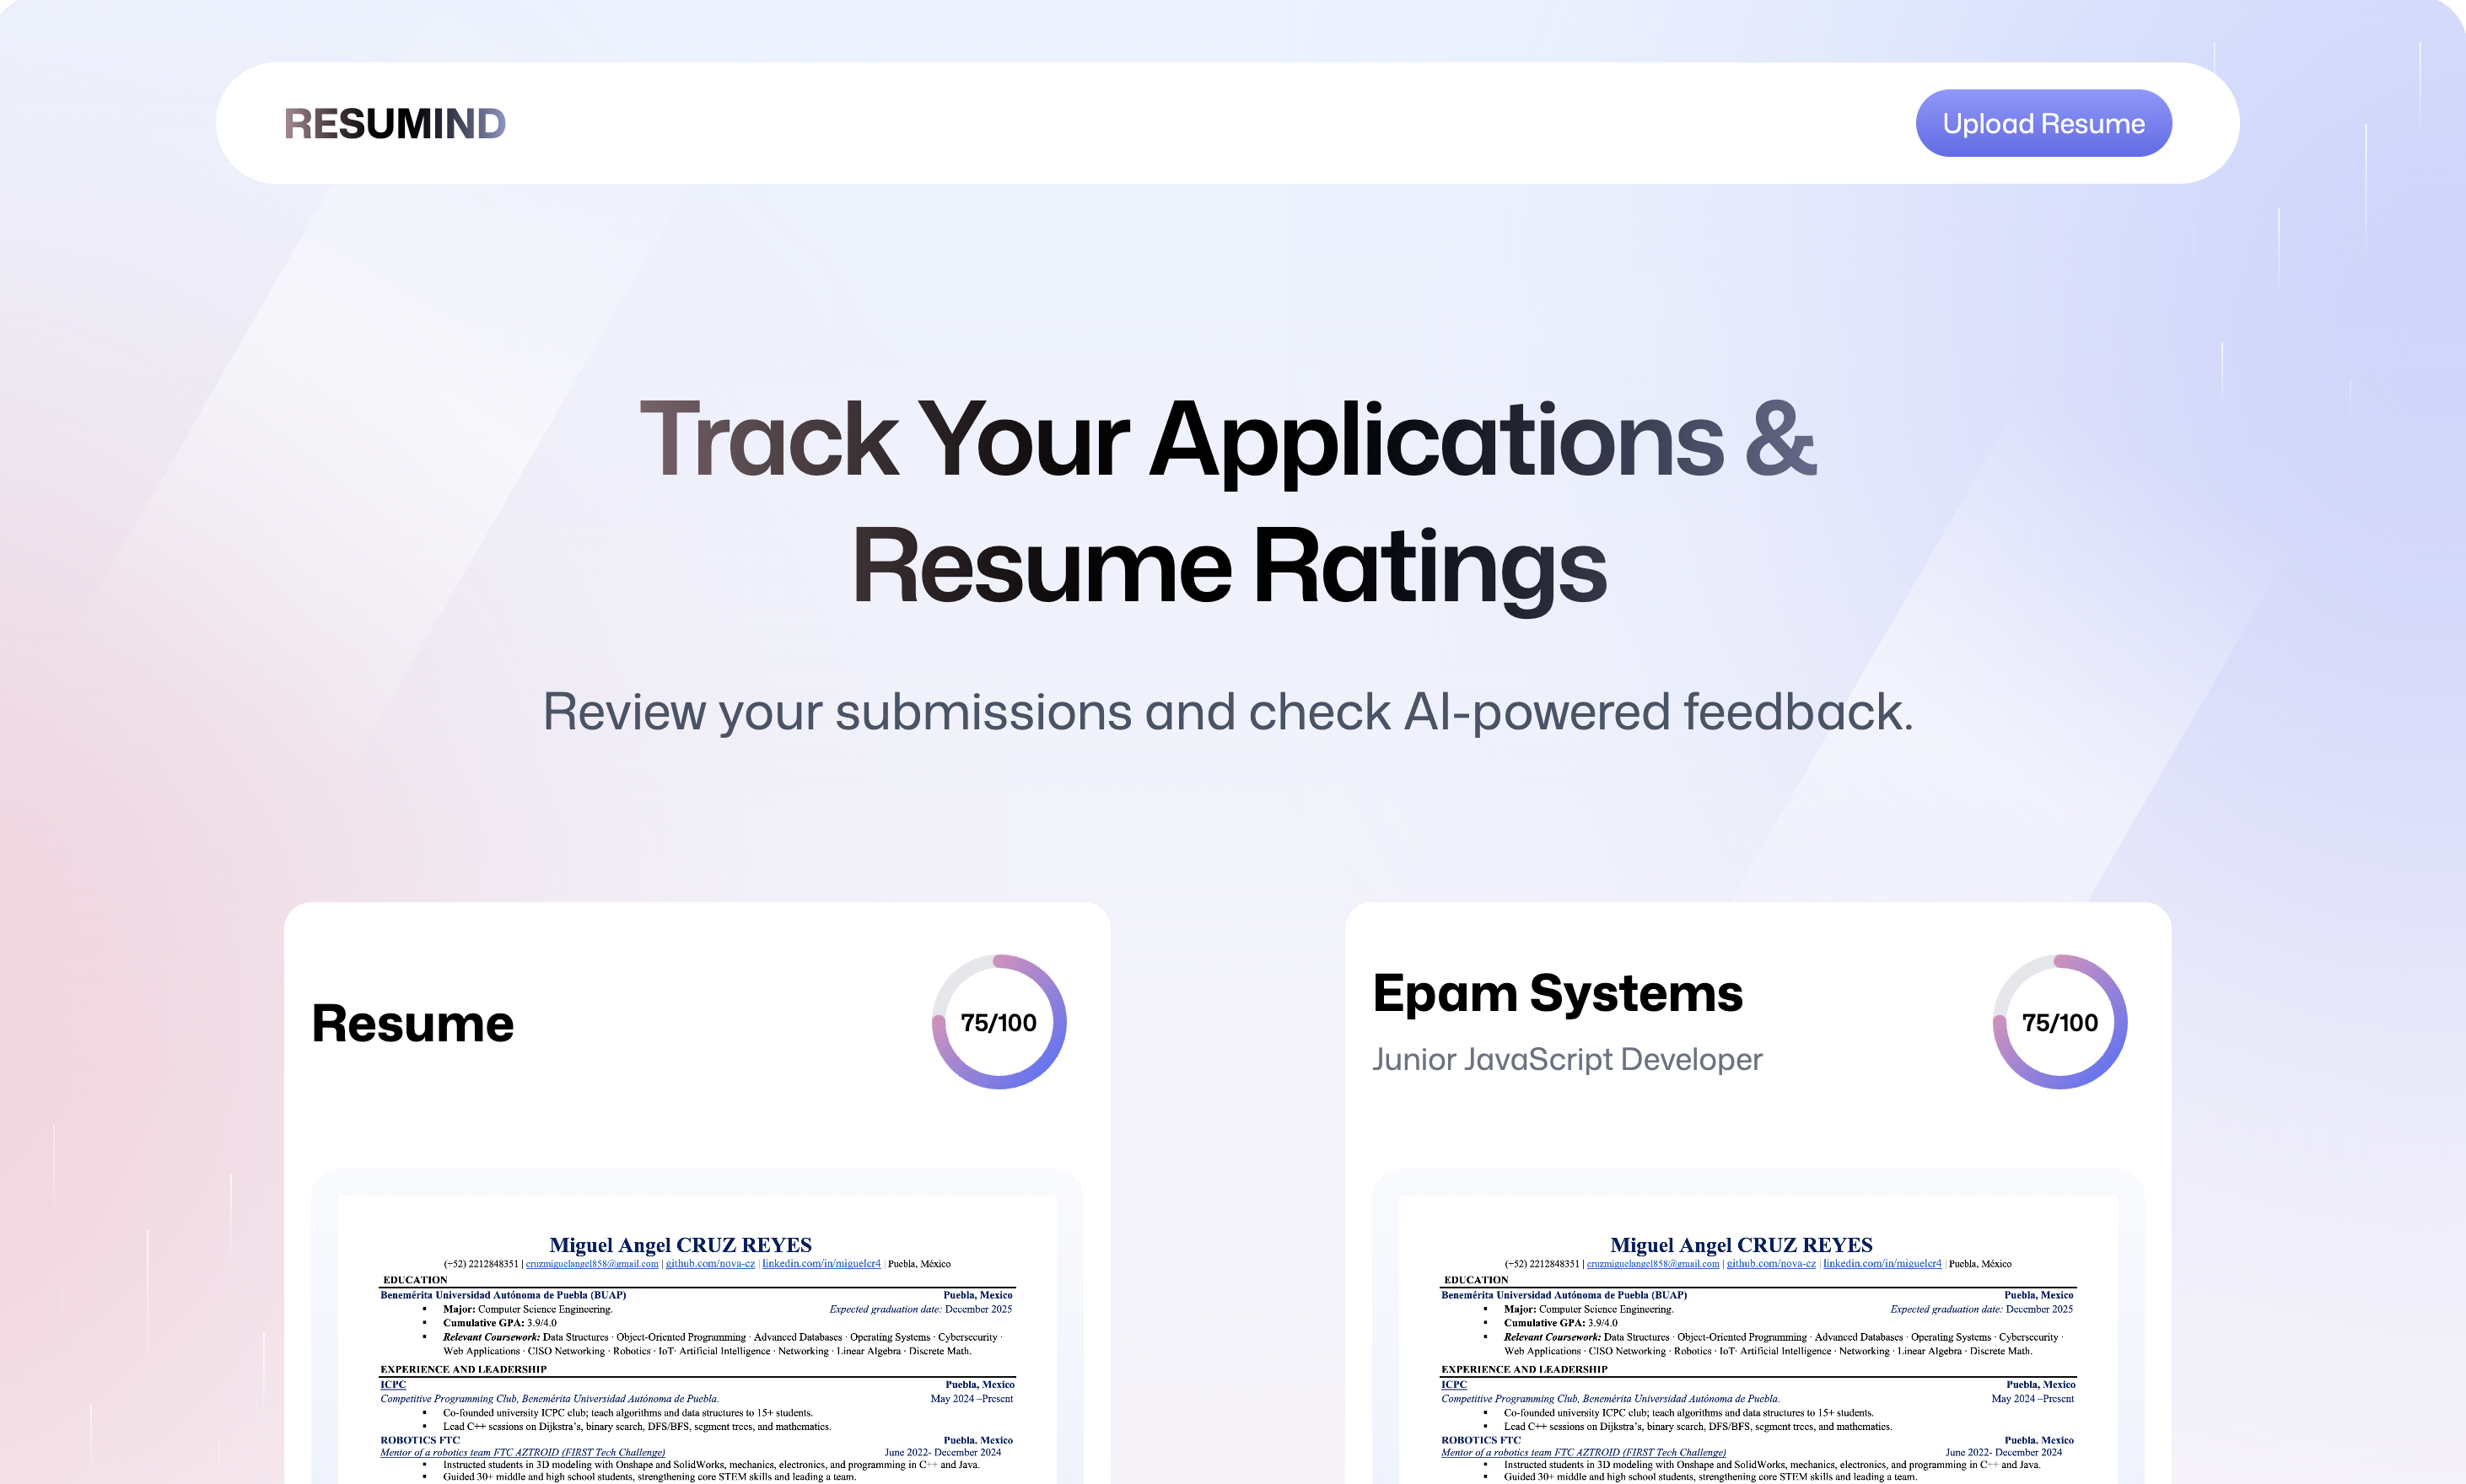 RESUMIND
Upload Resume
Track Your Applications &
Resume Ratings
Review your submissions and check AI-powered feedback.
Resume
75/100
Miguel Angel CRUZ REYES
(+52) 2212848351 | cruzmiguelangel858@gmail.com | github.com/nova-cz | linkedin.com/in/miguelcr4 | Puebla, México
EDUCATION
Benemérita Universidad Autónoma de Puebla (BUAP) Puebla, Mexico
▪ Major: Computer Science Engineering. Expected graduation date: December 2025
▪ Cumulative GPA: 3.9/4.0
▪ Relevant Coursework: Data Structures · Object-Oriented Programming · Advanced Databases · Operating Systems · Cybersecurity ·
Web Applications · CISO Networking · Robotics · IoT· Artificial Intelligence · Networking · Linear Algebra · Discrete Math.
EXPERIENCE AND LEADERSHIP
ICPC Puebla, Mexico
Competitive Programming Club, Benemérita Universidad Autónoma de Puebla. May 2024 –Present
▪ Co-founded university ICPC club; teach algorithms and data structures to 15+ students.
▪ Lead C++ sessions on Dijkstra's, binary search, DFS/BFS, segment trees, and mathematics.
ROBOTICS FTC Puebla. Mexico
Mentor of a robotics team FTC AZTROID (FIRST Tech Challenge) June 2022- December 2024
▪ Instructed students in 3D modeling with Onshape and SolidWorks, mechanics, electronics, and programming in C++ and Java.
▪ Guided 30+ middle and high school students, strengthening core STEM skills and leading a team.
Epam Systems
Junior JavaScript Developer
75/100
Miguel Angel CRUZ REYES
(+52) 2212848351 | cruzmiguelangel858@gmail.com | github.com/nova-cz | linkedin.com/in/miguelcr4 | Puebla, México
EDUCATION
Benemérita Universidad Autónoma de Puebla (BUAP) Puebla, Mexico
▪ Major: Computer Science Engineering. Expected graduation date: December 2025
▪ Cumulative GPA: 3.9/4.0
▪ Relevant Coursework: Data Structures · Object-Oriented Programming · Advanced Databases · Operating Systems · Cybersecurity ·
Web Applications · CISO Networking · Robotics · IoT· Artificial Intelligence · Networking · Linear Algebra · Discrete Math.
EXPERIENCE AND LEADERSHIP
ICPC Puebla, Mexico
Competitive Programming Club, Benemérita Universidad Autónoma de Puebla. May 2024 –Present
▪ Co-founded university ICPC club; teach algorithms and data structures to 15+ students.
▪ Lead C++ sessions on Dijkstra's, binary search, DFS/BFS, segment trees, and mathematics.
ROBOTICS FTC Puebla. Mexico
Mentor of a robotics team FTC AZTROID (FIRST Tech Challenge) June 2022- December 2024
▪ Instructed students in 3D modeling with Onshape and SolidWorks, mechanics, electronics, and programming in C++ and Java.
▪ Guided 30+ middle and high school students, strengthening core STEM skills and leading a team.